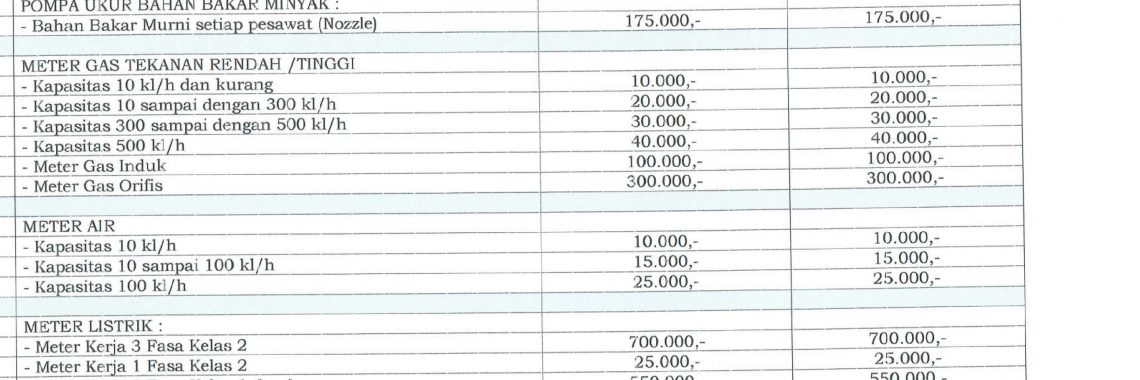 POMPA UKUR BAHAN BAKAR MINYAK :
- Bahan Bakar Murni setiap pesawat (Nozzle) 175.000,- 175.000,-
METER GAS TEKANAN RENDAH /TINGGI
- Kapasitas 10 kl/h dan kurang 10.000,- 10.000,-
- Kapasitas 10 sampai dengan 300 kl/h 20.000,- 20.000,-
- Kapasitas 300 sampai dengan 500 kl/h 30.000,- 30.000,-
- Kapasitas 500 kl/h 40.000,- 40.000,-
- Meter Gas Induk 100.000,- 100.000,-
- Meter Gas Orifis 300.000,- 300.000,-
METER AIR
- Kapasitas 10 kl/h 10.000,- 10.000,-
- Kapasitas 10 sampai 100 kl/h 15.000,- 15.000,-
- Kapasitas 100 kl/h 25.000,- 25.000,-
METER LISTRIK :
- Meter Kerja 3 Fasa Kelas 2 700.000,- 700.000,-
- Meter Kerja 1 Fasa Kelas 2 25.000,- 25.000,-
550.000,-